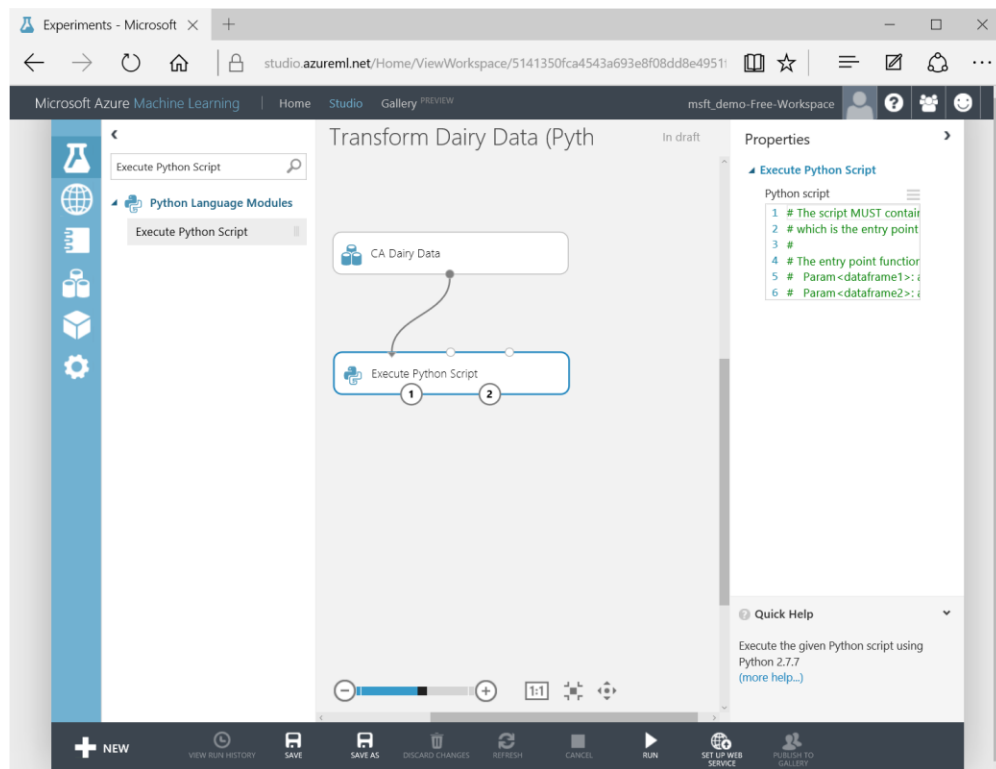 Experiments - Microsoft
studio.azureml.net/Home/ViewWorkspace/5141350fca4543a693e8f08dd8e4951
Microsoft Azure Machine Learning | Home Studio Gallery PREVIEW msft_demo-Free-Workspace
Execute Python Script
Python Language Modules
Execute Python Script
Transform Dairy Data (Pyth
In draft
CA Dairy Data
Execute Python Script
1 2
Properties
Execute Python Script
Python script
1 # The script MUST contair
2 # which is the entry point
3 #
4 # The entry point functior
5 # Param<dataframe1>: a
6 # Param<dataframe2>: a
Quick Help
Execute the given Python script using
Python 2.7.7
(more help...)
1:1
NEW
VIEW RUN HISTORY
SAVE
SAVE AS
DISCARD CHANGES
REFRESH
CANCEL
RUN
SET UP WEB
SERVICE
PUBLISH TO
GALLERY